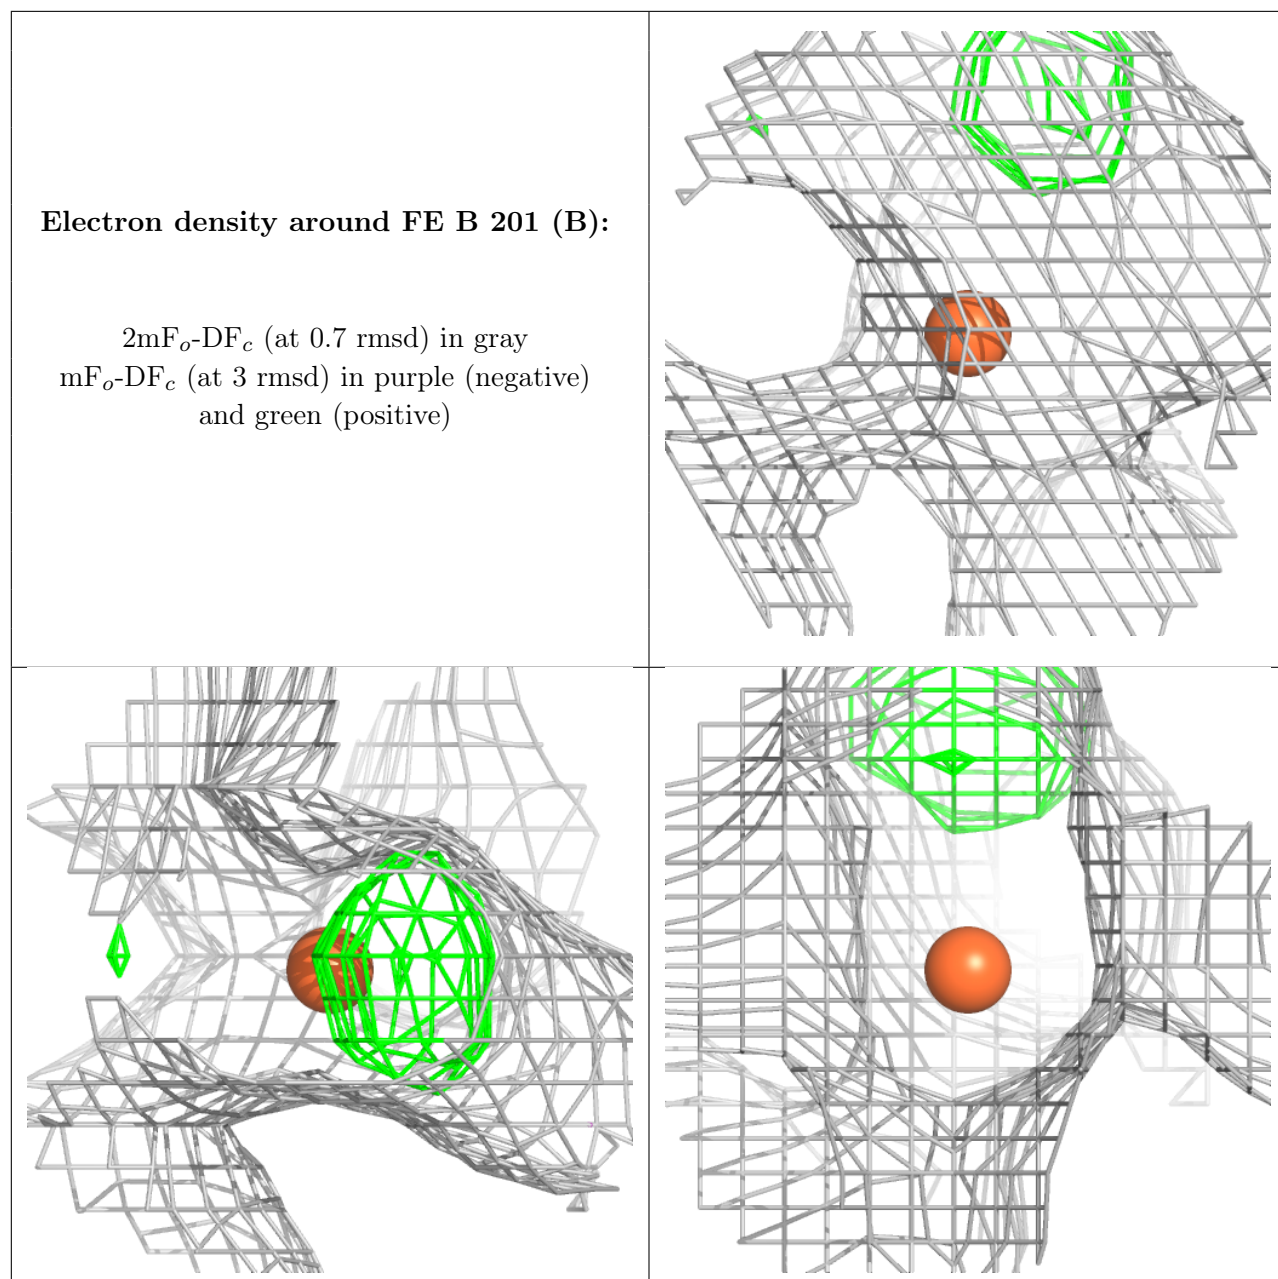 Electron density around FE B 201 (B):
2mFₒ-DF𝑐 (at 0.7 rmsd) in gray
mFₒ-DF𝑐 (at 3 rmsd) in purple (negative)
and green (positive)